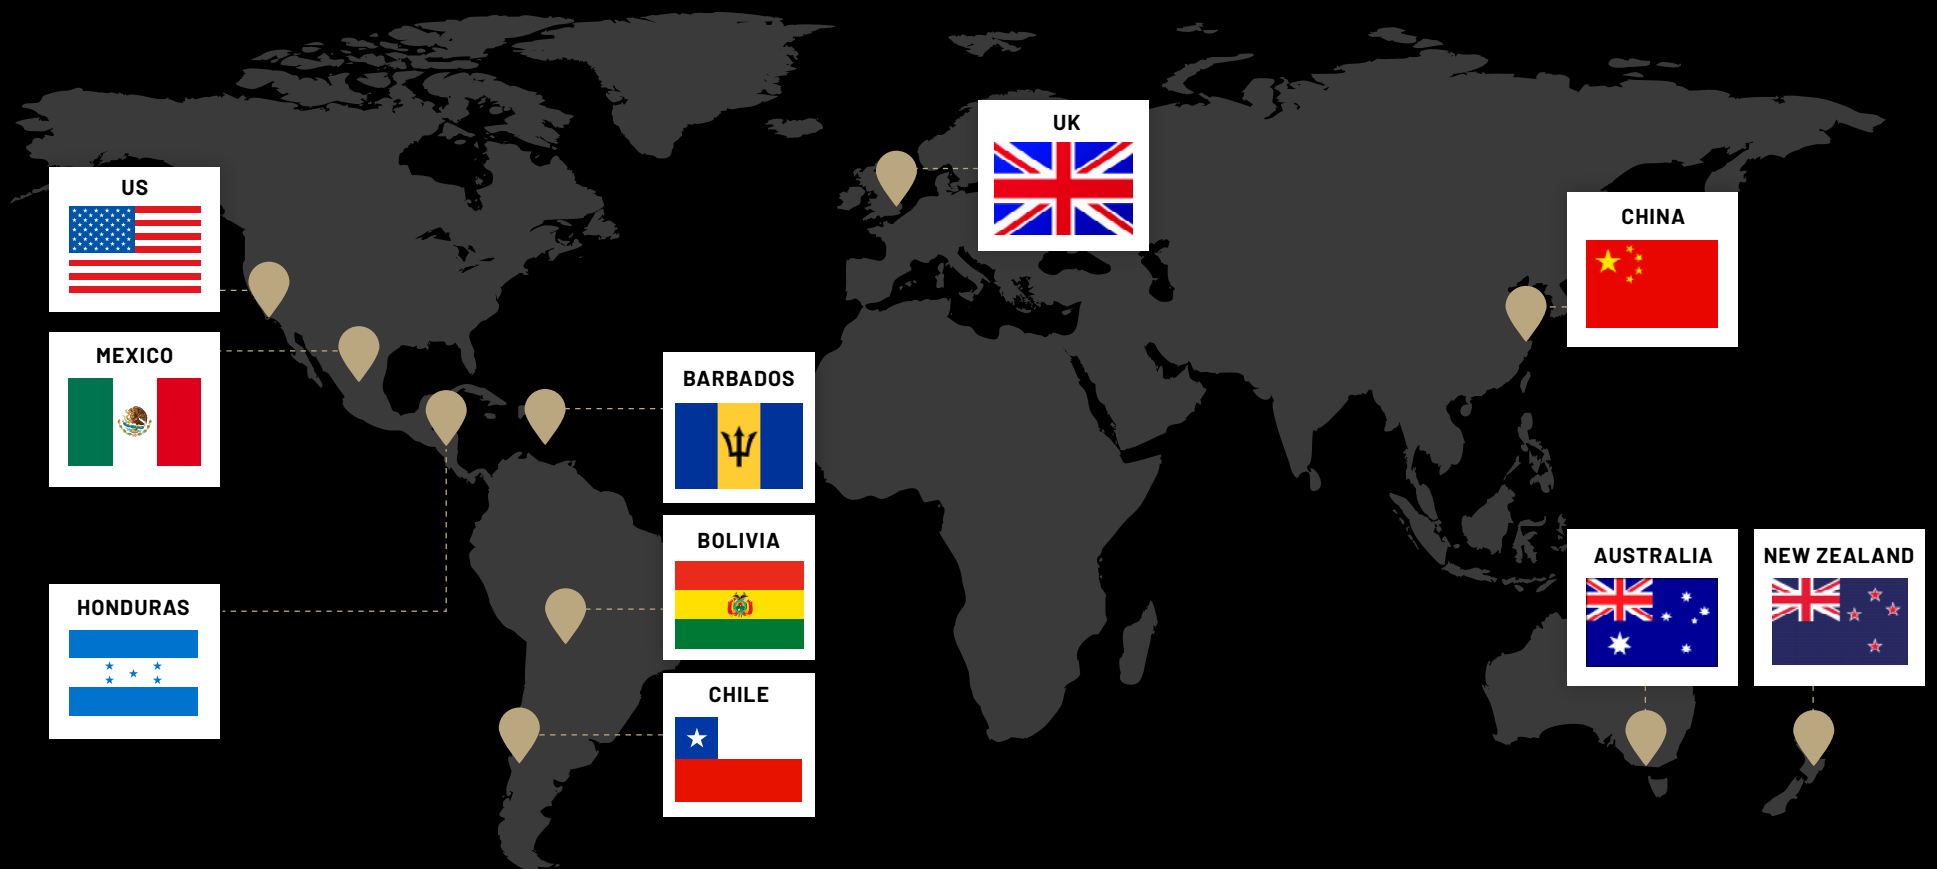 US
MEXICO
HONDURAS
BARBADOS
BOLIVIA
CHILE
UK
CHINA
AUSTRALIA
NEW ZEALAND